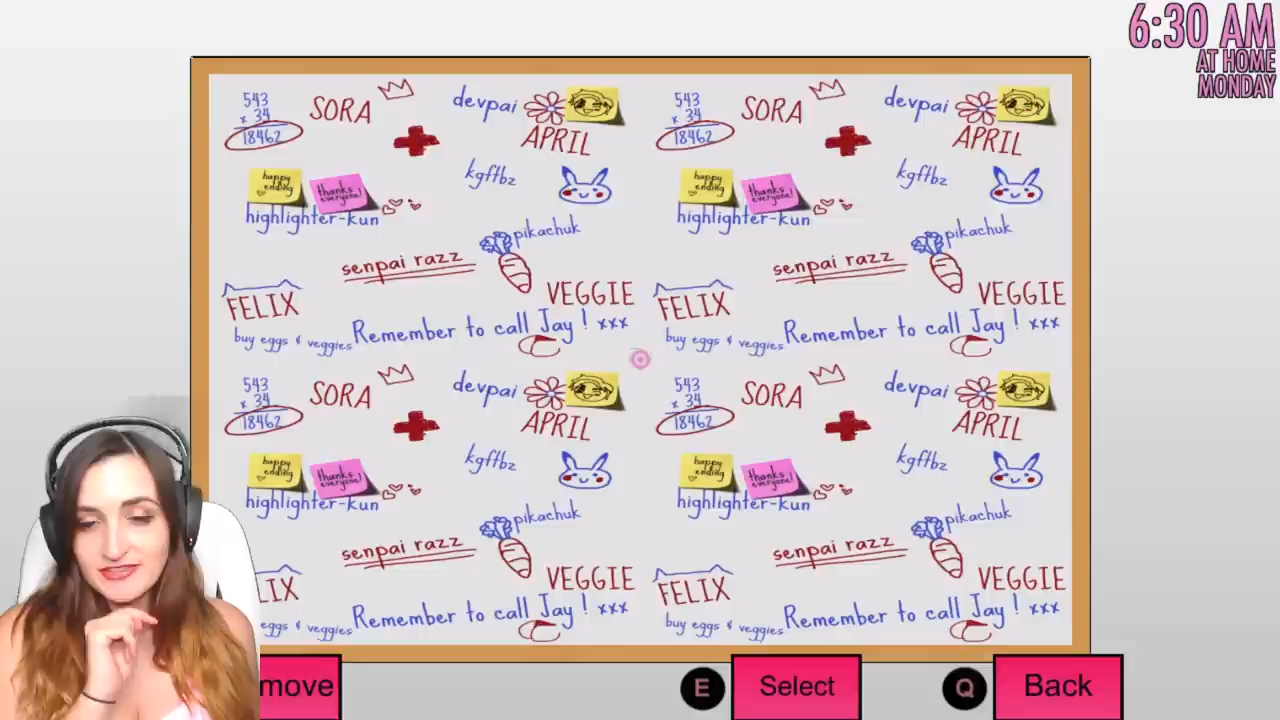 6:30 AM
AT HOME
MONDAY
543
x 34
18462
SORA
devpai
APRIL
kgftbz
happy ending
thanks everyone!
highlighter-kun
pikachuk
senpai razz
FELIX
VEGGIE
Remember to call Jay! xxx
buy eggs & veggies
543
x 34
18462
SORA
devpai
APRIL
kgftbz
happy ending
thanks everyone!
highlighter-kun
pikachuk
senpai razz
FELIX
VEGGIE
Remember to call Jay! xxx
buy eggs & veggies
543
x 34
18462
SORA
devpai
APRIL
kgftbz
happy ending
thanks everyone!
highlighter-kun
pikachuk
senpai razz
LIX
VEGGIE
Remember to call Jay! xxx
eggs & veggies
543
x 34
18462
SORA
devpai
APRIL
kgftbz
happy ending
thanks everyone!
highlighter-kun
pikachuk
senpai razz
FELIX
VEGGIE
Remember to call Jay! xxx
buy eggs & veggies
move
E Select
Q Back